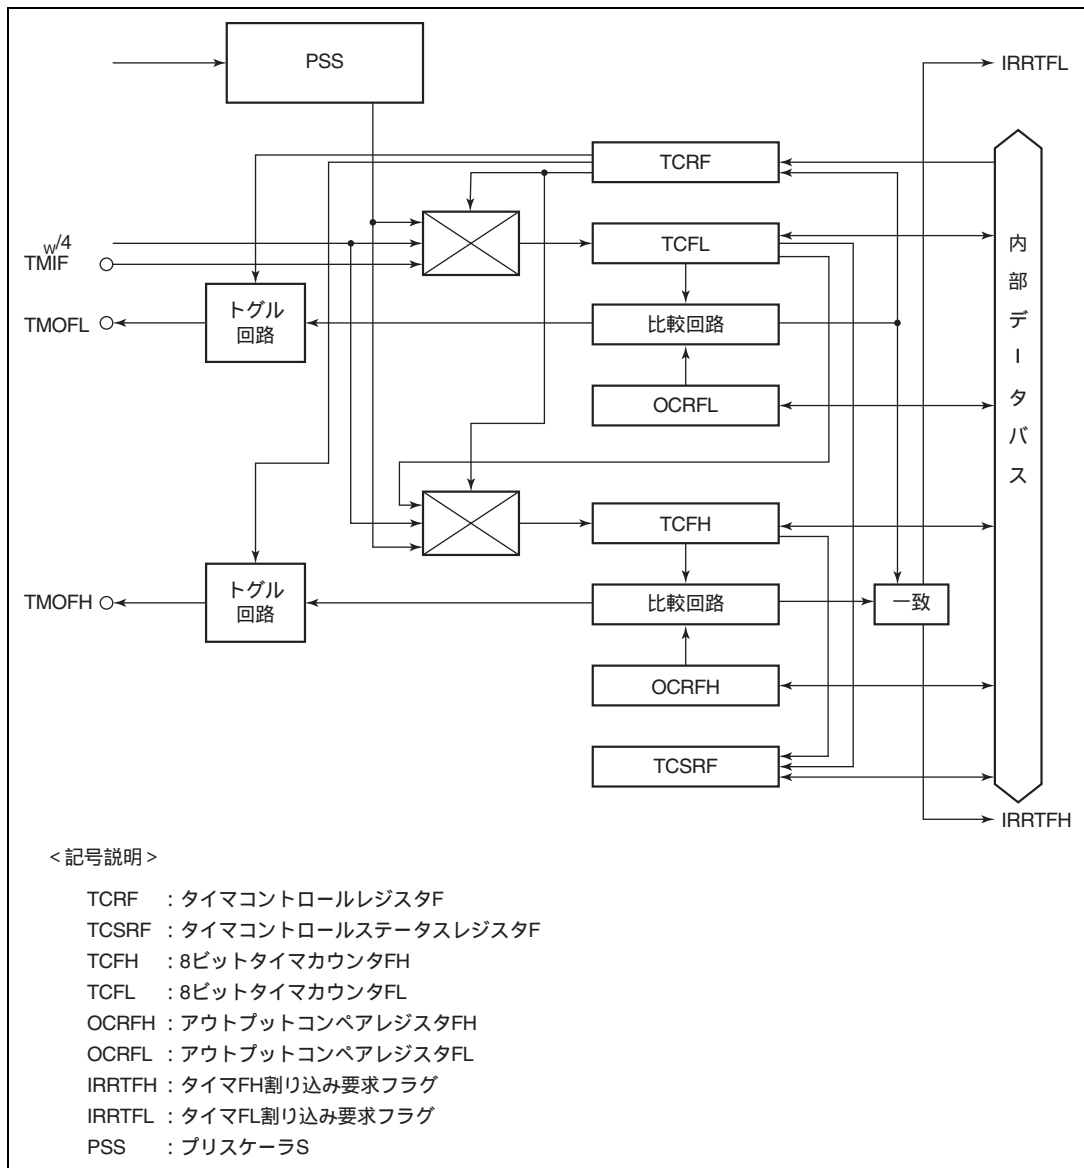 PSS
IRRTFL
TCRF
w/4
TMIF
TCFL
内部データバス
トグル
回路
TMOFL
比較回路
OCRFL
TCFH
トグル
回路
TMOFH
比較回路
一致
OCRFH
TCSRF
IRRTFH
<記号説明>
TCRF : タイマコントロールレジスタF
TCSRF : タイマコントロールステータスレジスタF
TCFH : 8ビットタイマカウンタFH
TCFL : 8ビットタイマカウンタFL
OCRFH : アウトプットコンペアレジスタFH
OCRFL : アウトプットコンペアレジスタFL
IRRTFH : タイマFH割り込み要求フラグ
IRRTFL : タイマFL割り込み要求フラグ
PSS : プリスケーラS